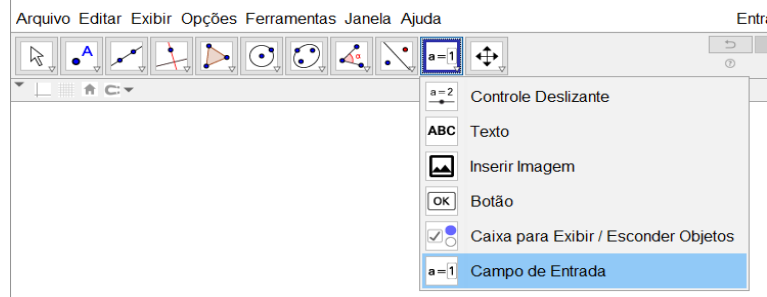 Arquivo Editar Exibir Opções Ferramentas Janela Ajuda
Entra
A
α
a=1
a=2
Controle Deslizante
ABC
Texto
Inserir Imagem
OK
Botão
Caixa para Exibir / Esconder Objetos
a=1
Campo de Entrada